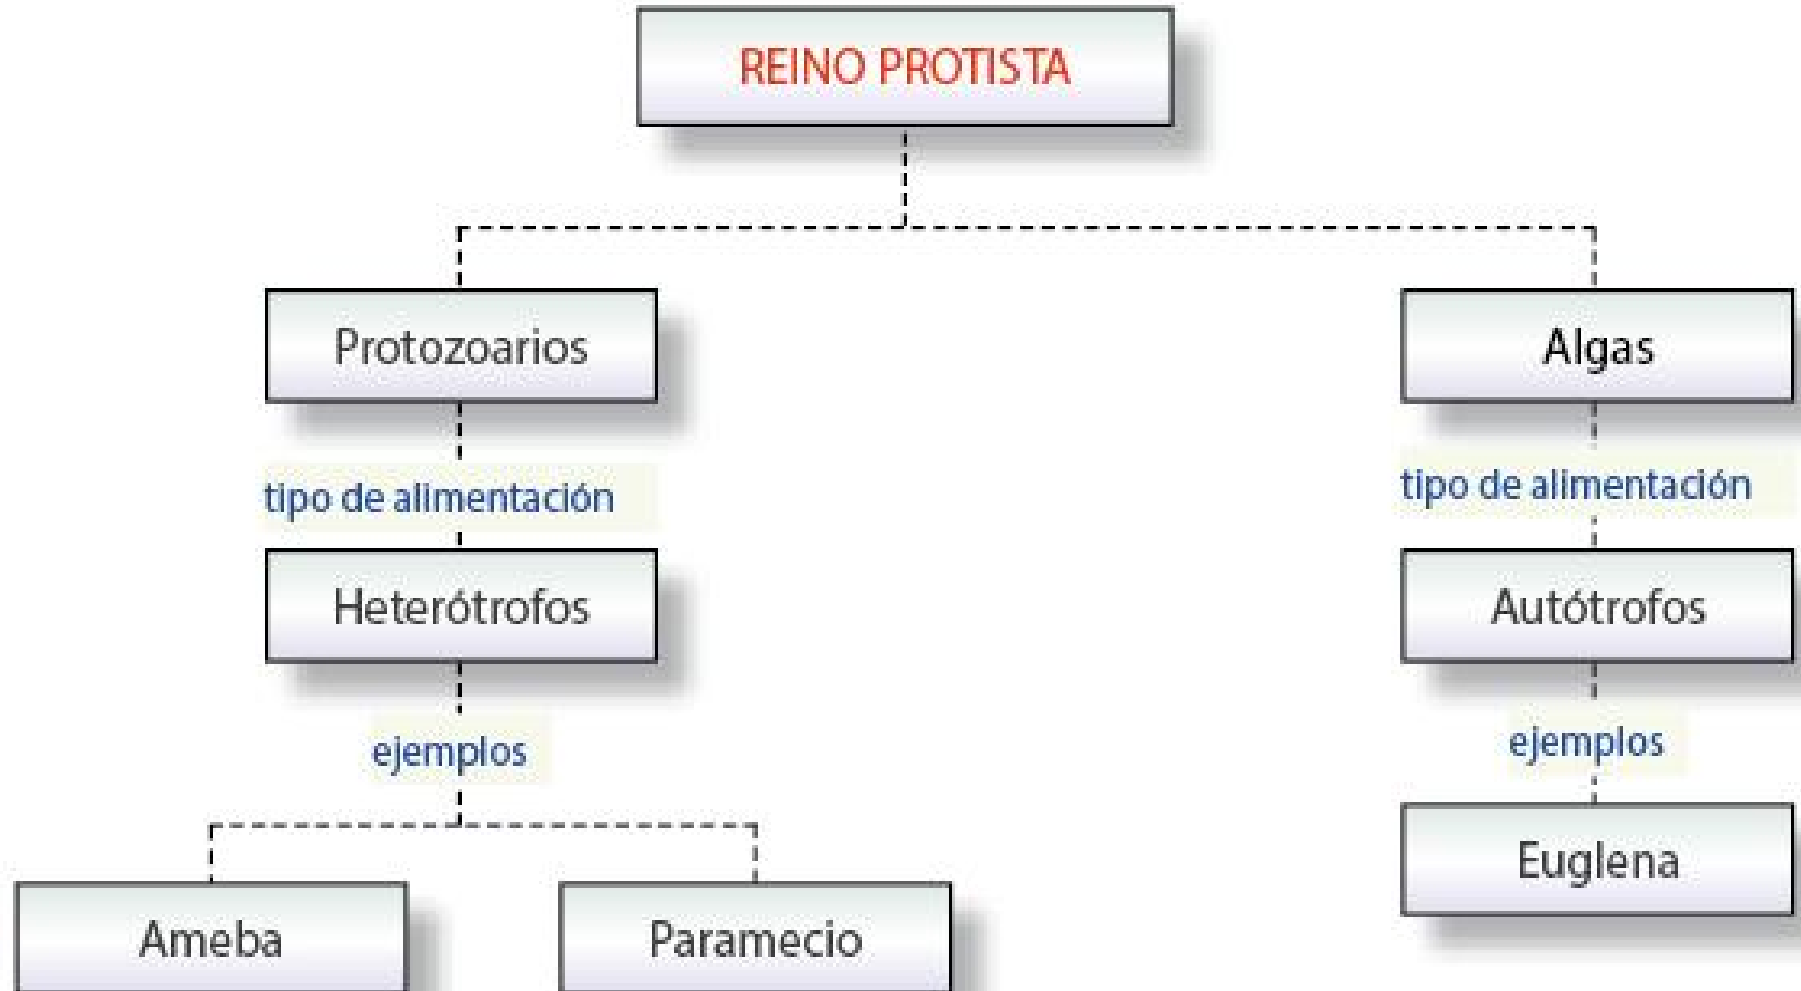 REINO PROTISTA
Protozoarios
Algas
tipo de alimentación
tipo de alimentación
Heterótrofos
Autótrofos
ejemplos
ejemplos
Euglena
Ameba
Paramecio